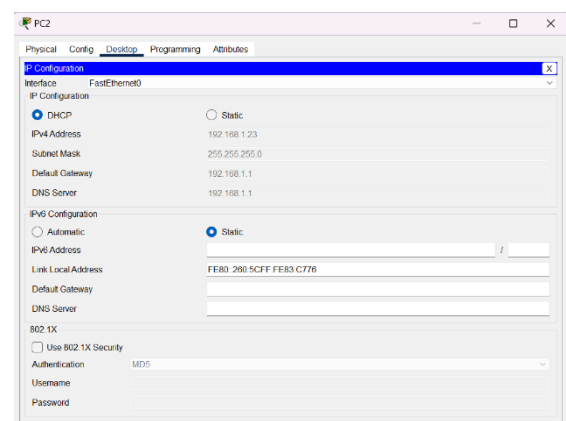 PC2
Physical Config Desktop Programming Attributes
IP Configuration X
Interface FastEthernet0
IP Configuration
DHCP Static
IPv4 Address 192.168.1.23
Subnet Mask 255.255.255.0
Default Gateway 192.168.1.1
DNS Server 192.168.1.1
IPv6 Configuration
Automatic Static
IPv6 Address /
Link Local Address FE80::260:5CFF:FE83:C776
Default Gateway
DNS Server
802.1X
Use 802.1X Security
Authentication MD5
Username
Password